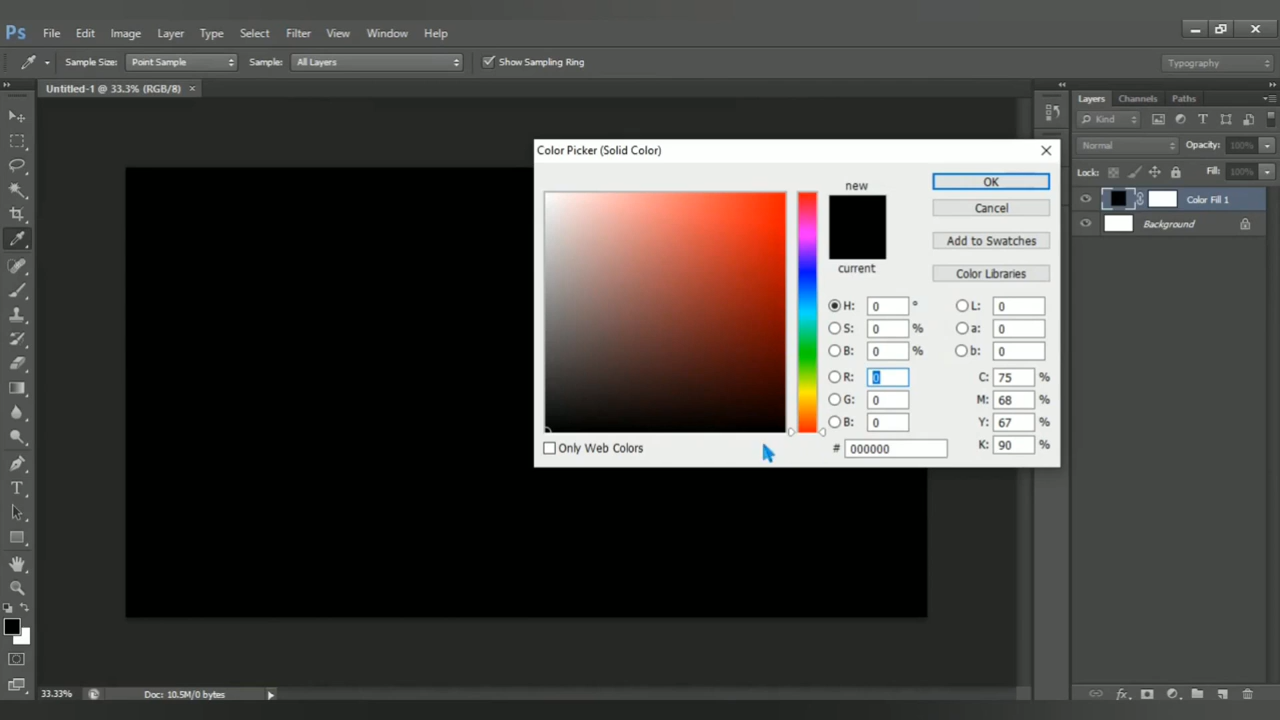 Ps File Edit Image Layer Type Select Filter View Window Help
Sample Size: Point Sample Sample: All Layers Show Sampling Ring Typography
Untitled-1 @ 33.3% (RGB/8) ×
Layers Channels Paths
Kind
Normal Opacity: 100%
Lock: Fill: 100%
Color Fill 1
Background
Color Picker (Solid Color)
new
current
OK
Cancel
Add to Swatches
Color Libraries
H: 0 ° L: 0
S: 0 % a: 0
B: 0 % b: 0
R: 0 C: 75 %
G: 0 M: 68 %
B: 0 Y: 67 %
# 000000 K: 90 %
Only Web Colors
33.33% Doc: 10.5M/0 bytes